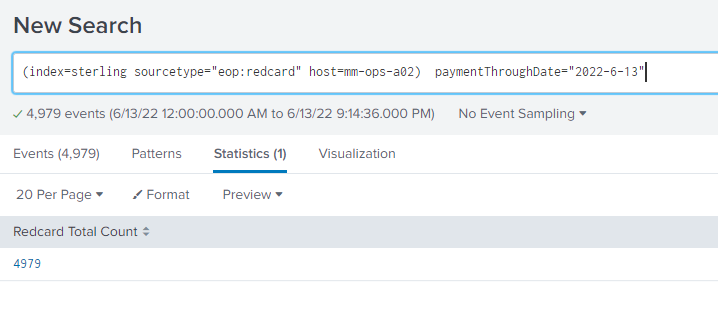 New Search
(index=sterling sourcetype="eop:redcard" host=mm-ops-a02)  paymentThroughDate="2022-6-13"
✓ 4,979 events (6/13/22 12:00:00.000 AM to 6/13/22 9:14:36.000 PM) No Event Sampling
Events (4,979) Patterns Statistics (1) Visualization
20 Per Page Format Preview
Redcard Total Count
4979